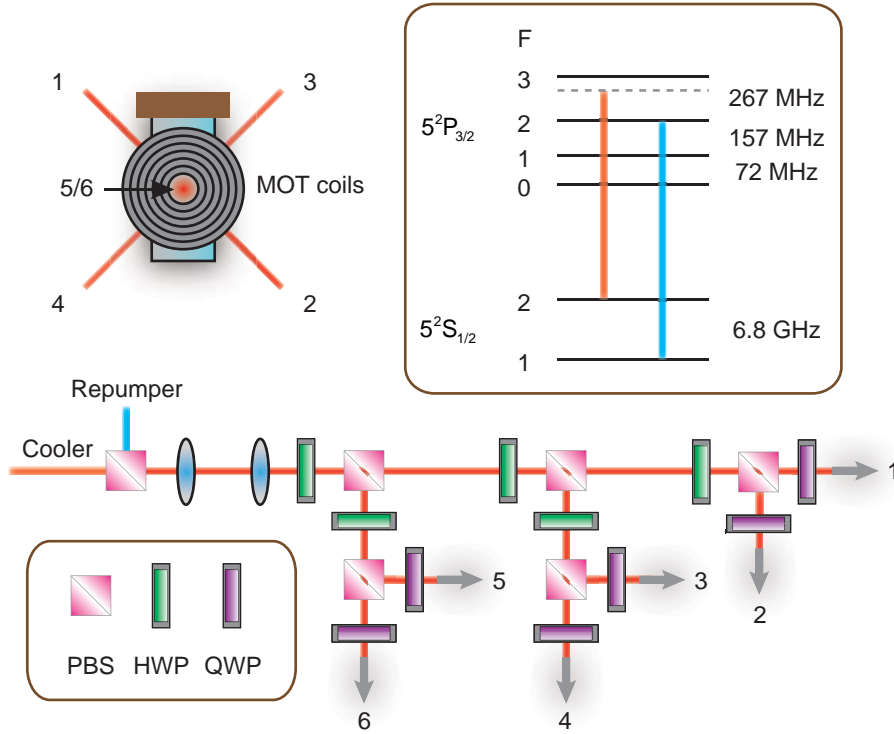 1
3
5/6
MOT coils
4
2
F
3
267 MHz
5²P₃/₂
2
157 MHz
1
72 MHz
0
2
5²S₁/₂
6.8 GHz
1
Repumper
Cooler
1
5
3
2
PBS
HWP
QWP
6
4